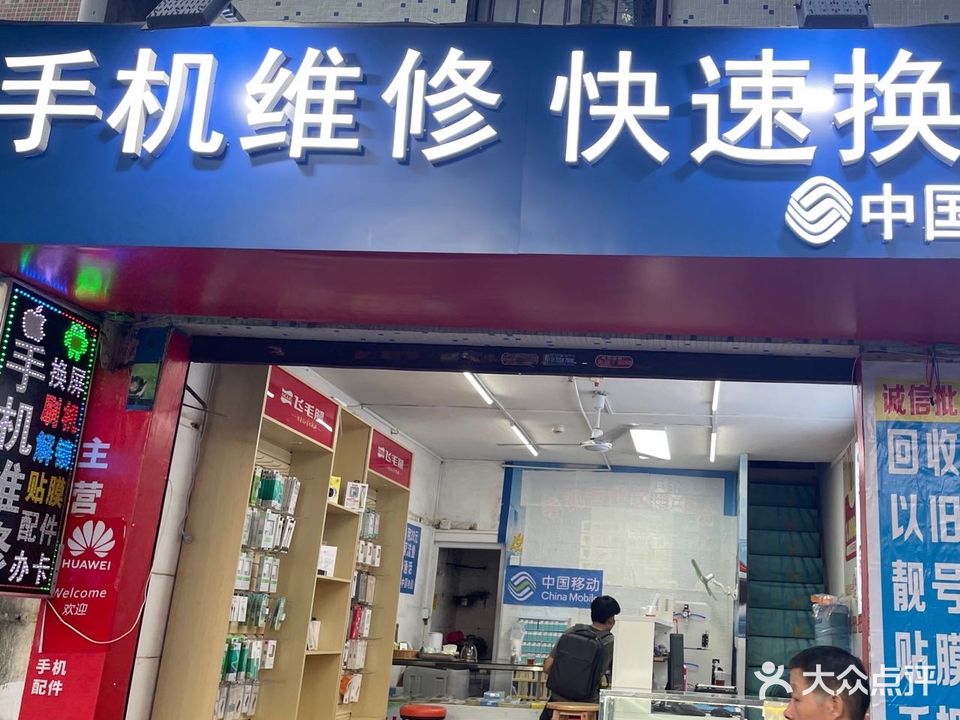 手机维修 快速换
中国
手机维修
换屏
刷机
解锁
贴膜
配件
办卡
主营
HUAWEI
Welcome
欢迎
手机
配件
飞毛腿
飞毛腿
中国移动
China Mobile
诚信批
回收
以旧
靓号
贴膜
手机
大众点评